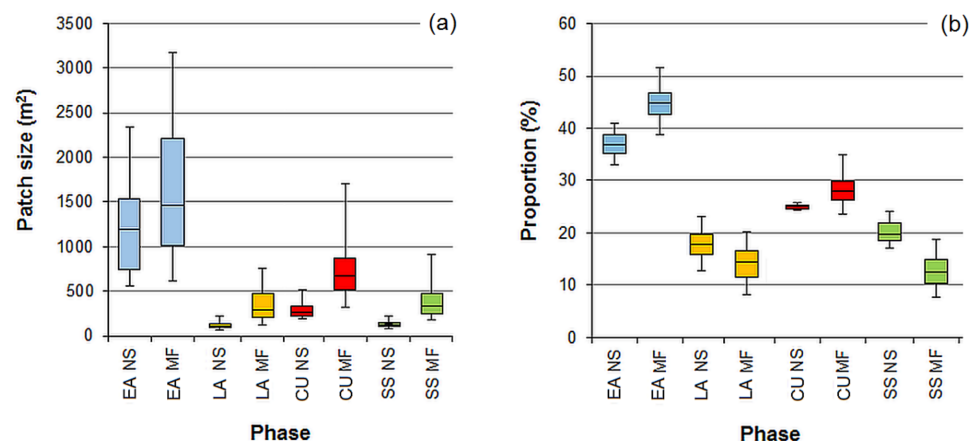 (a)
Patch size (m²)
3500
3000
2500
2000
1500
1000
500
0
EA NS
EA MF
LA NS
LA MF
CU NS
CU MF
SS NS
SS MF
Phase
(b)
Proportion (%)
60
50
40
30
20
10
0
EA NS
EA MF
LA NS
LA MF
CU NS
CU MF
SS NS
SS MF
Phase